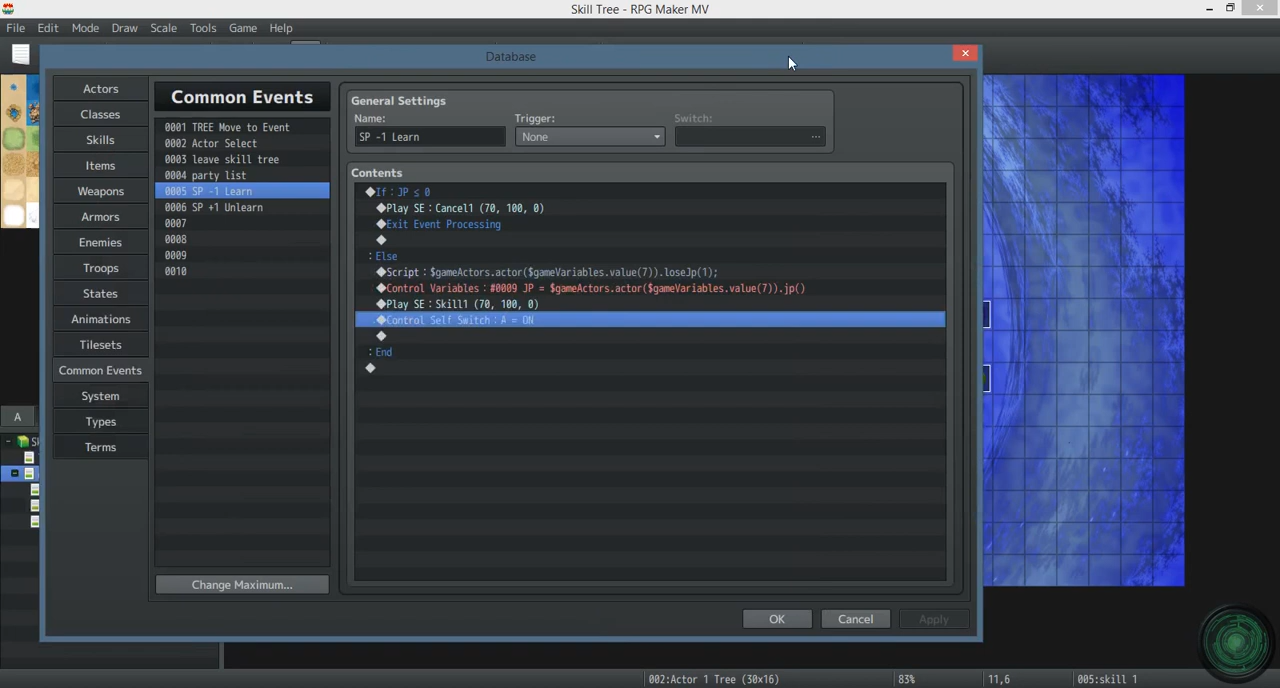 Skill Tree - RPG Maker MV
File Edit Mode Draw Scale Tools Game Help
Database
Actors
Classes
Skills
Items
Weapons
Armors
Enemies
Troops
States
Animations
Tilesets
Common Events
System
Types
Terms
Common Events
0001 TREE Move to Event
0002 Actor Select
0003 leave skill tree
0004 party list
0005 SP -1 Learn
0006 SP +1 Unlearn
0007
0008
0009
0010
Change Maximum...
General Settings
Name: Trigger: Switch:
SP -1 Learn None ...
Contents
◆If : JP ≤ 0
◆Play SE : Cancel1 (70, 100, 0)
◆Exit Event Processing
◆
: Else
◆Script : $gameActors.actor($gameVariables.value(7)).loseJp(1);
◆Control Variables : #0009 JP = $gameActors.actor($gameVariables.value(7)).jp()
◆Play SE : Skill1 (70, 100, 0)
◆Control Self Switch : A = ON
◆
: End
◆
OK Cancel Apply
A
Sk
002:Actor 1 Tree (30x16) 83% 11,6 005:skill 1